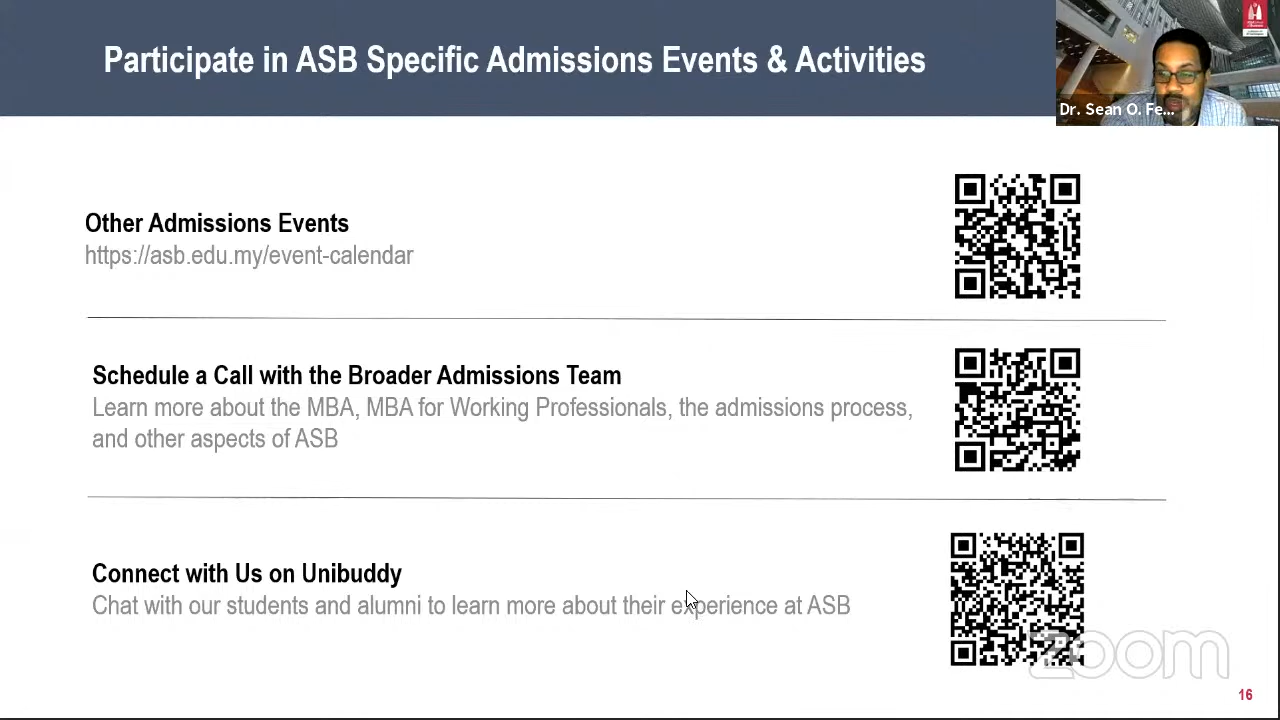 Participate in ASB Specific Admissions Events & Activities
Dr. Sean O. Fe...
Other Admissions Events
https://asb.edu.my/event-calendar
Schedule a Call with the Broader Admissions Team
Learn more about the MBA, MBA for Working Professionals, the admissions process,
and other aspects of ASB
Connect with Us on Unibuddy
Chat with our students and alumni to learn more about their experience at ASB
zoom
16